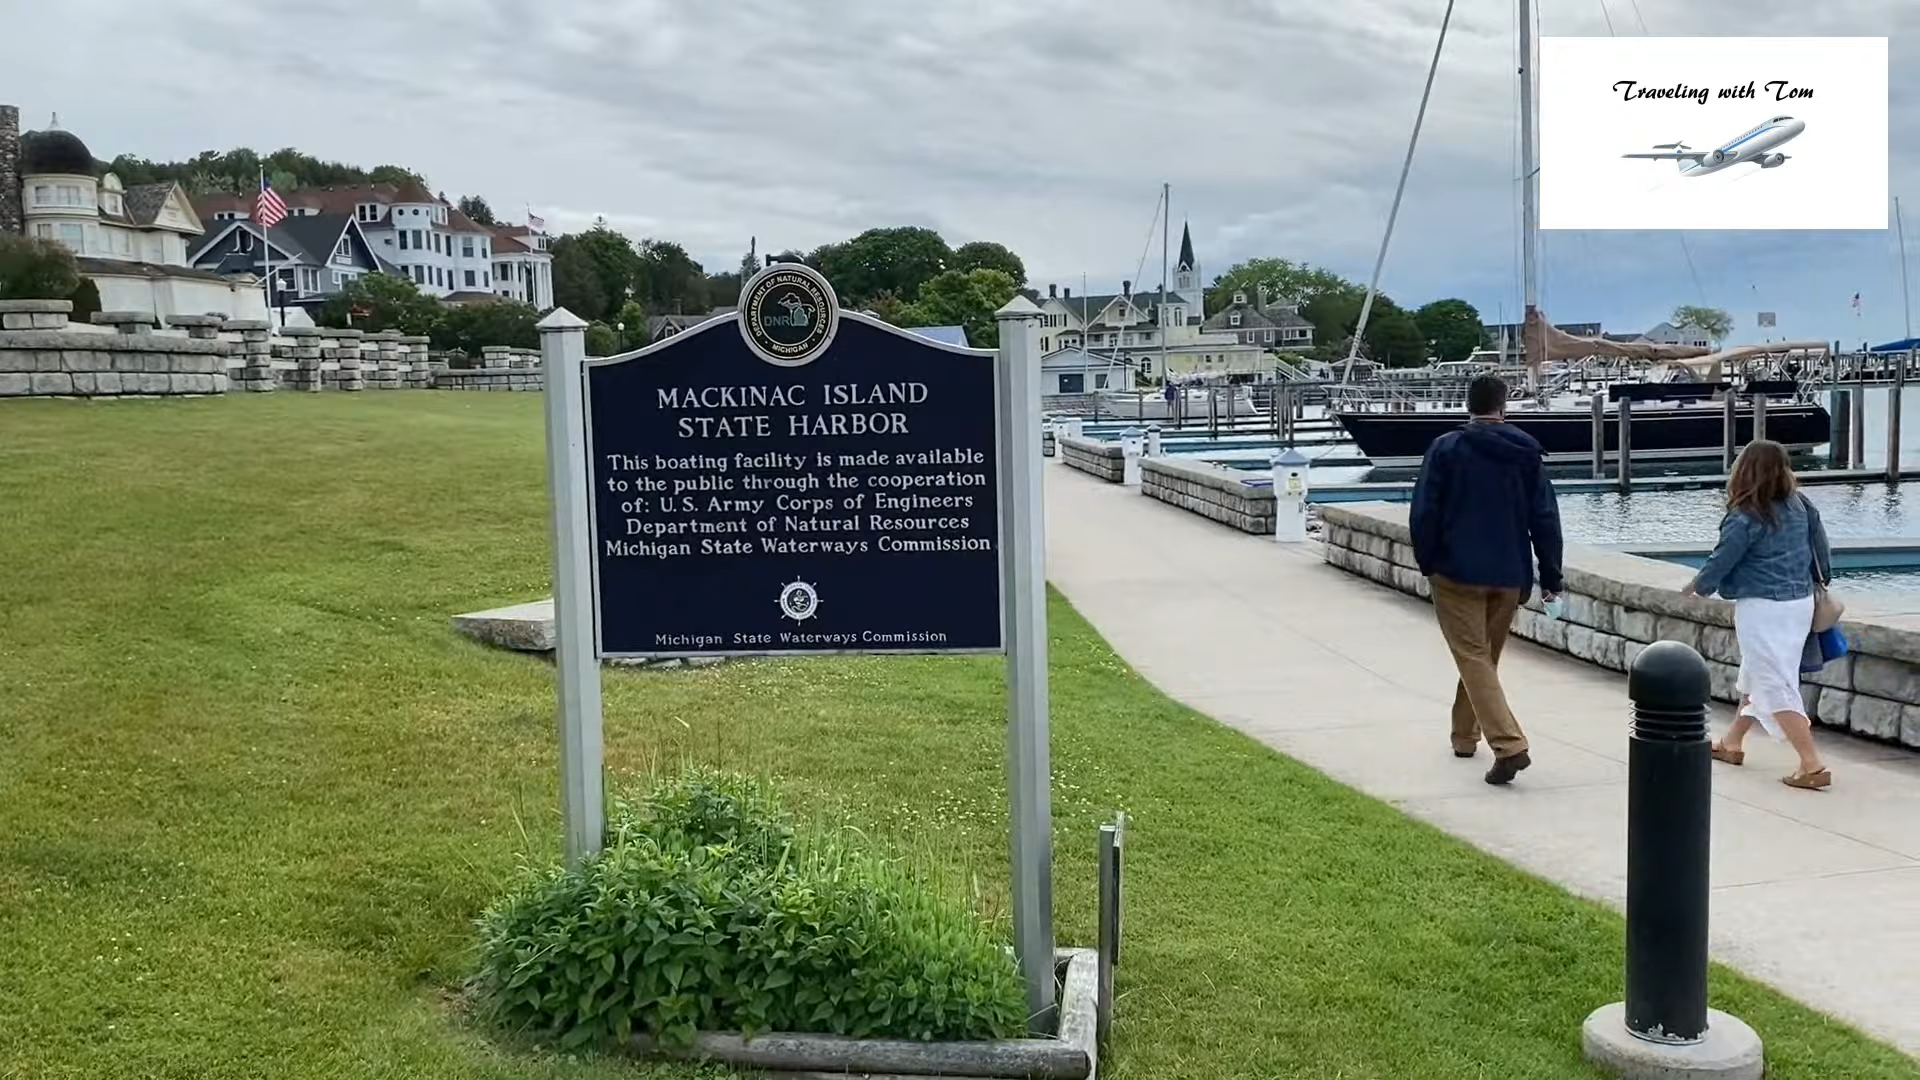 Traveling with Tom
DEPARTMENT OF NATURAL RESOURCES
DNR
MICHIGAN
MACKINAC ISLAND
STATE HARBOR
This boating facility is made available
to the public through the cooperation
of: U.S. Army Corps of Engineers
Department of Natural Resources
Michigan State Waterways Commission
Michigan State Waterways Commission